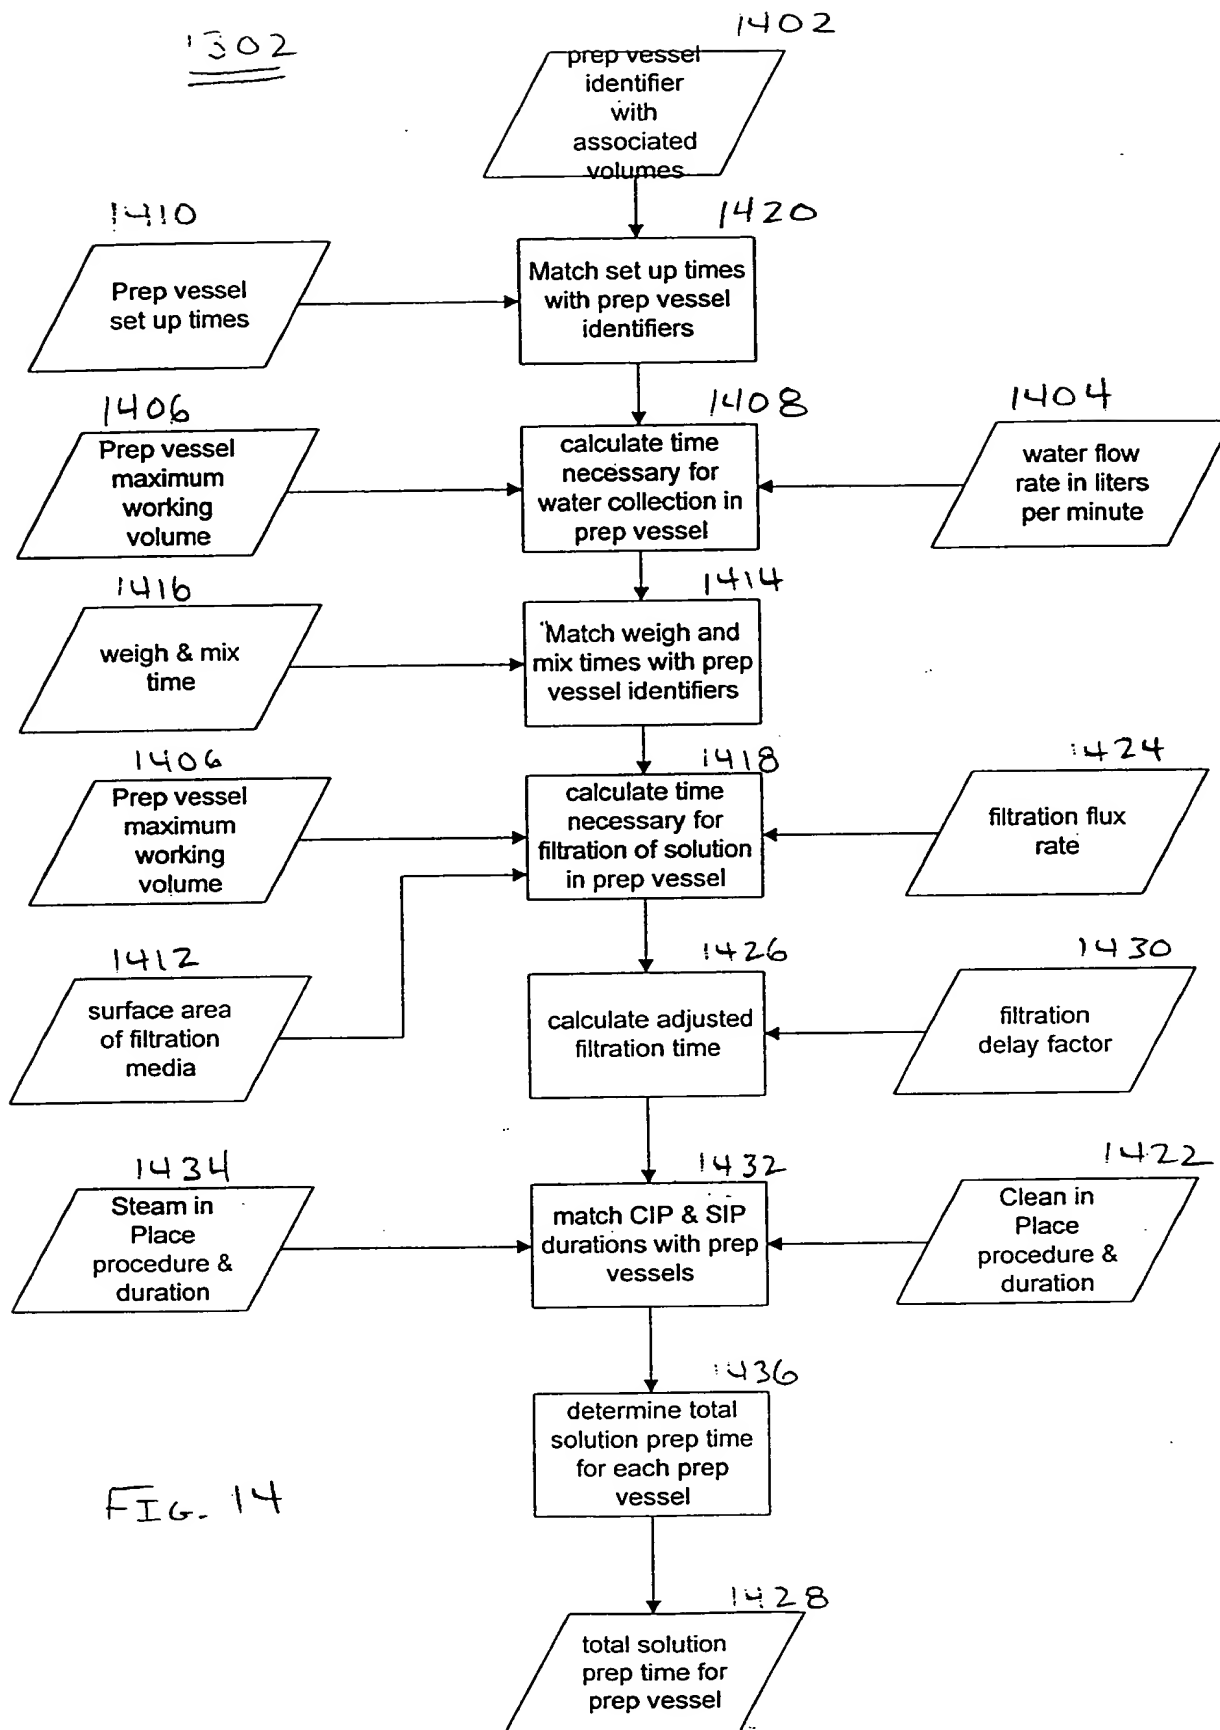 1302
1402
prep vessel
identifier
with
associated
volumes
1410
Prep vessel
set up times
1420
Match set up times
with prep vessel
identifiers
1406
Prep vessel
maximum
working
volume
1408
calculate time
necessary for
water collection in
prep vessel
1404
water flow
rate in liters
per minute
1416
weigh & mix
time
1414
Match weigh and
mix times with prep
vessel identifiers
1406
Prep vessel
maximum
working
volume
1418
calculate time
necessary for
filtration of solution
in prep vessel
1424
filtration flux
rate
1412
surface area
of filtration
media
1426
calculate adjusted
filtration time
1430
filtration
delay factor
1434
Steam in
Place
procedure &
duration
1432
match CIP & SIP
durations with prep
vessels
1422
Clean in
Place
procedure &
duration
1436
determine total
solution prep time
for each prep
vessel
FIG. 14
1428
total solution
prep time for
prep vessel